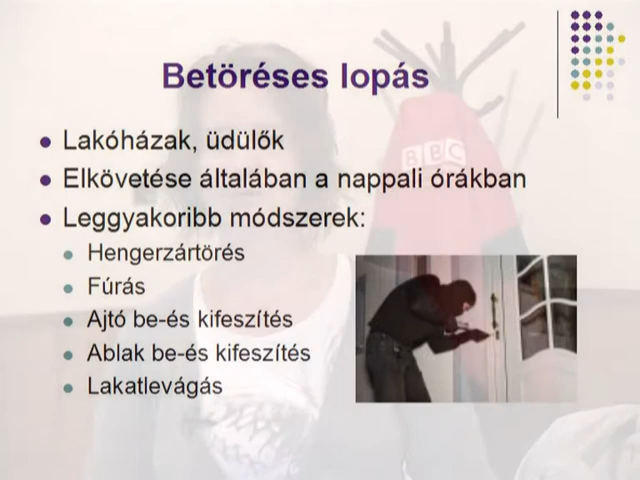 Betöréses lopás
BBC
Lakóházak, üdülők
Elkövetése általában a nappali órákban
Leggyakoribb módszerek:
Hengerzártörés
Fúrás
Ajtó be-és kifeszítés
Ablak be-és kifeszítés
Lakatlevágás